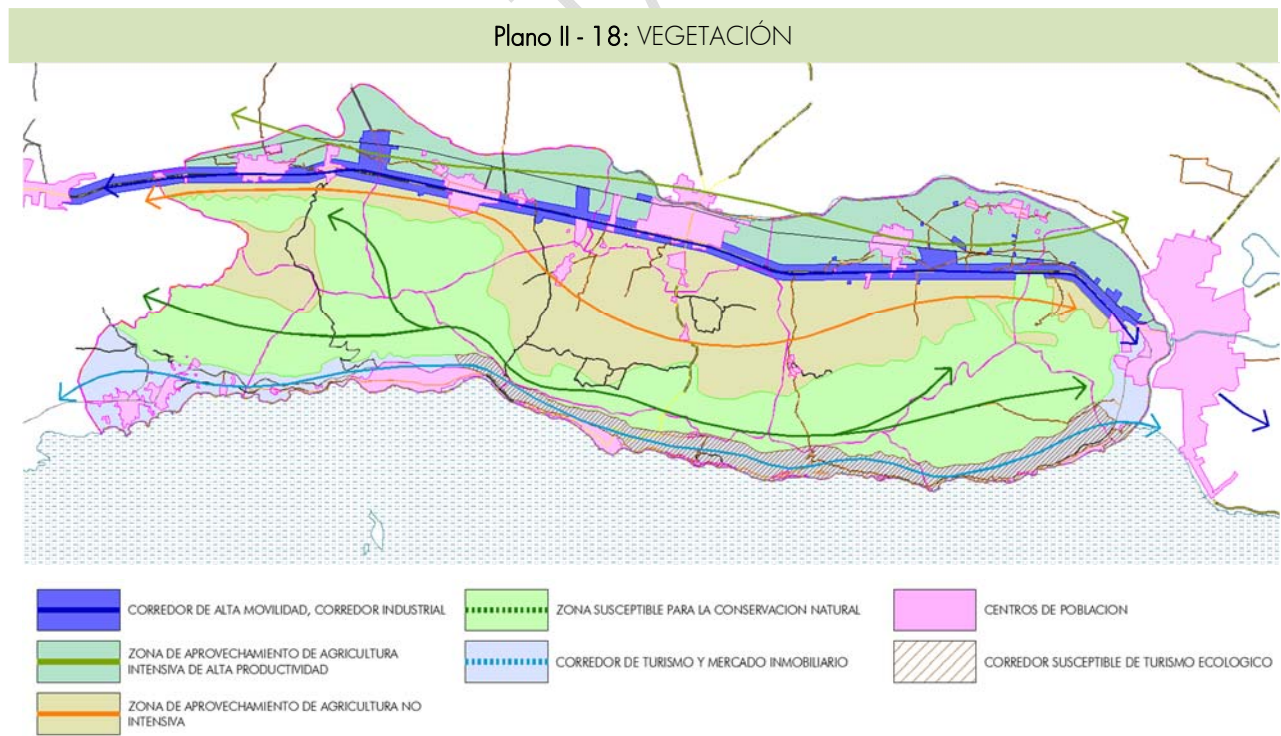 Plano II - 18: VEGETACIÓN
CORREDOR DE ALTA MOVILIDAD, CORREDOR INDUSTRIAL
ZONA DE APROVECHAMIENTO DE AGRICULTURA
INTENSIVA DE ALTA PRODUCTIVIDAD
ZONA DE APROVECHAMIENTO DE AGRICULTURA NO
INTENSIVA
ZONA SUSCEPTIBLE PARA LA CONSERVACION NATURAL
CORREDOR DE TURISMO Y MERCADO INMOBILIARIO
CENTROS DE POBLACION
CORREDOR SUSCEPTIBLE DE TURISMO ECOLOGICO